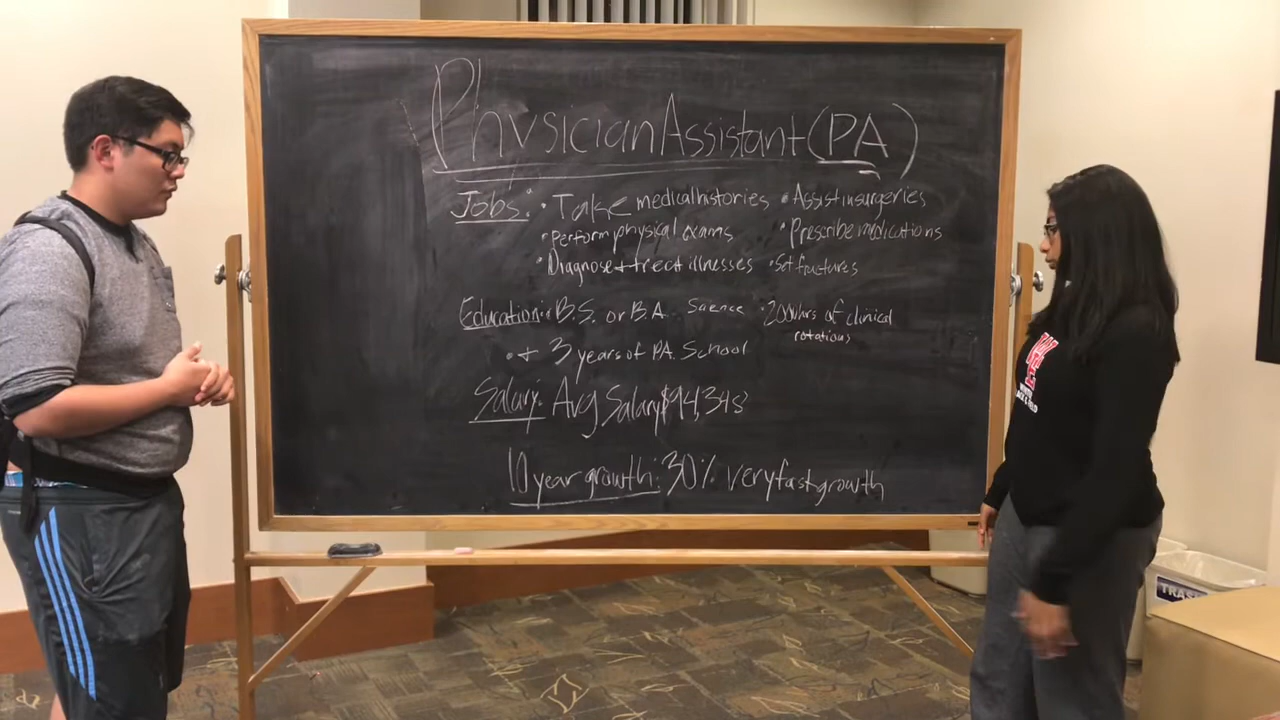 Physician Assistant (PA)
Jobs: • Take medical histories • Assist in surgeries
• Perform physical exams • Prescribe medications
• Diagnose + treat illnesses • Set fractures
Education: • B.S. or B.A. Science • 2000 hrs of clinical rotations
• + 3 years of PA. School
Salary: Avg Salary $94,348
10 year growth: 30% very fast growth
TRASH